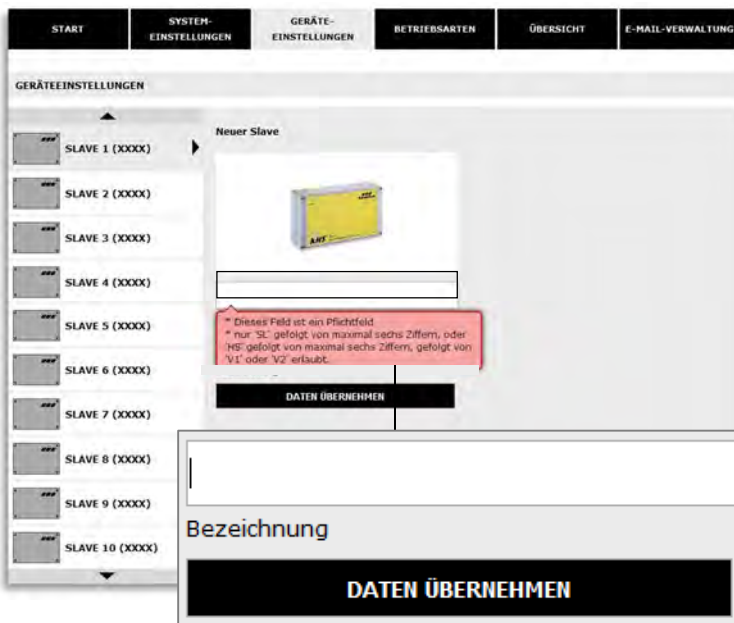 START
SYSTEM-
EINSTELLUNGEN
GERÄTE-
EINSTELLUNGEN
BETRIEBSARTEN
ÜBERSICHT
E-MAIL-VERWALTUNG
GERÄTEEINSTELLUNGEN
SLAVE 1 (XXXX)
SLAVE 2 (XXXX)
SLAVE 3 (XXXX)
SLAVE 4 (XXXX)
SLAVE 5 (XXXX)
SLAVE 6 (XXXX)
SLAVE 7 (XXXX)
SLAVE 8 (XXXX)
SLAVE 9 (XXXX)
SLAVE 10 (XXXX)
Neuer Slave
KHS
* Dieses Feld ist ein Pflichtfeld
* nur 'SL' gefolgt von maximal sechs Ziffern, oder
'HS' gefolgt von maximal sechs Ziffern, gefolgt von
'V1' oder 'V2' erlaubt.
DATEN ÜBERNEHMEN
Bezeichnung
DATEN ÜBERNEHMEN